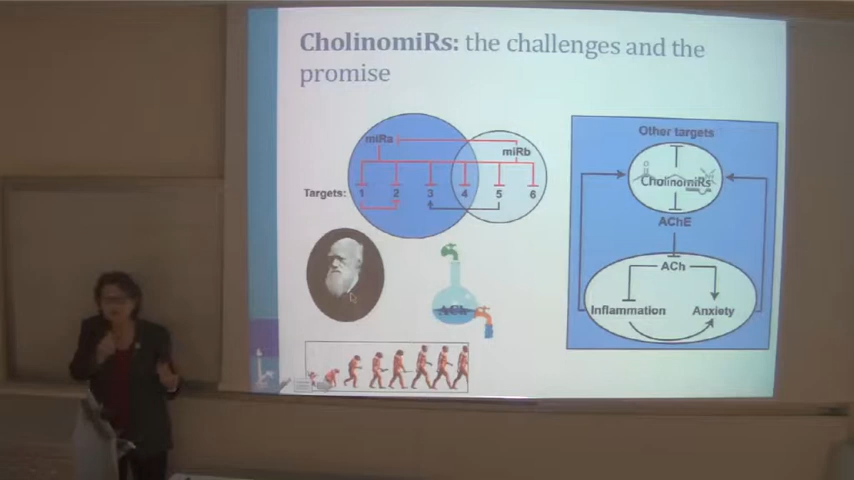 CholinomiRs: the challenges and the
promise
miRa
miRb
Targets: 1 2 3 4 5 6
ACh
Other targets
CholinomiRs
AChE
ACh
Inflammation Anxiety